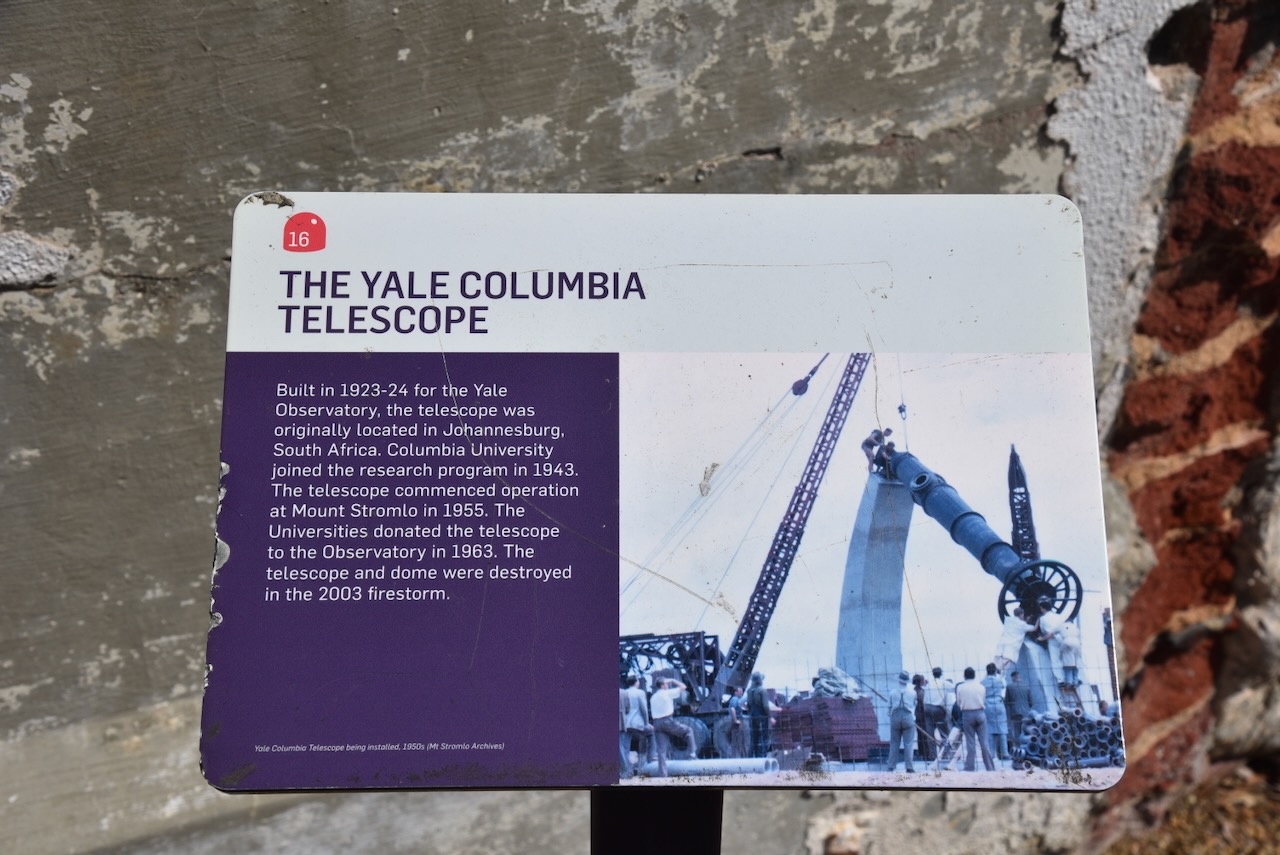 16
THE YALE COLUMBIA
TELESCOPE
Built in 1923-24 for the Yale
Observatory, the telescope was
originally located in Johannesburg,
South Africa. Columbia University
joined the research program in 1943.
The telescope commenced operation
at Mount Stromlo in 1955. The
Universities donated the telescope
to the Observatory in 1963. The
telescope and dome were destroyed
in the 2003 firestorm.
Yale Columbia Telescope being installed, 1950s (Mt Stromlo Archives)